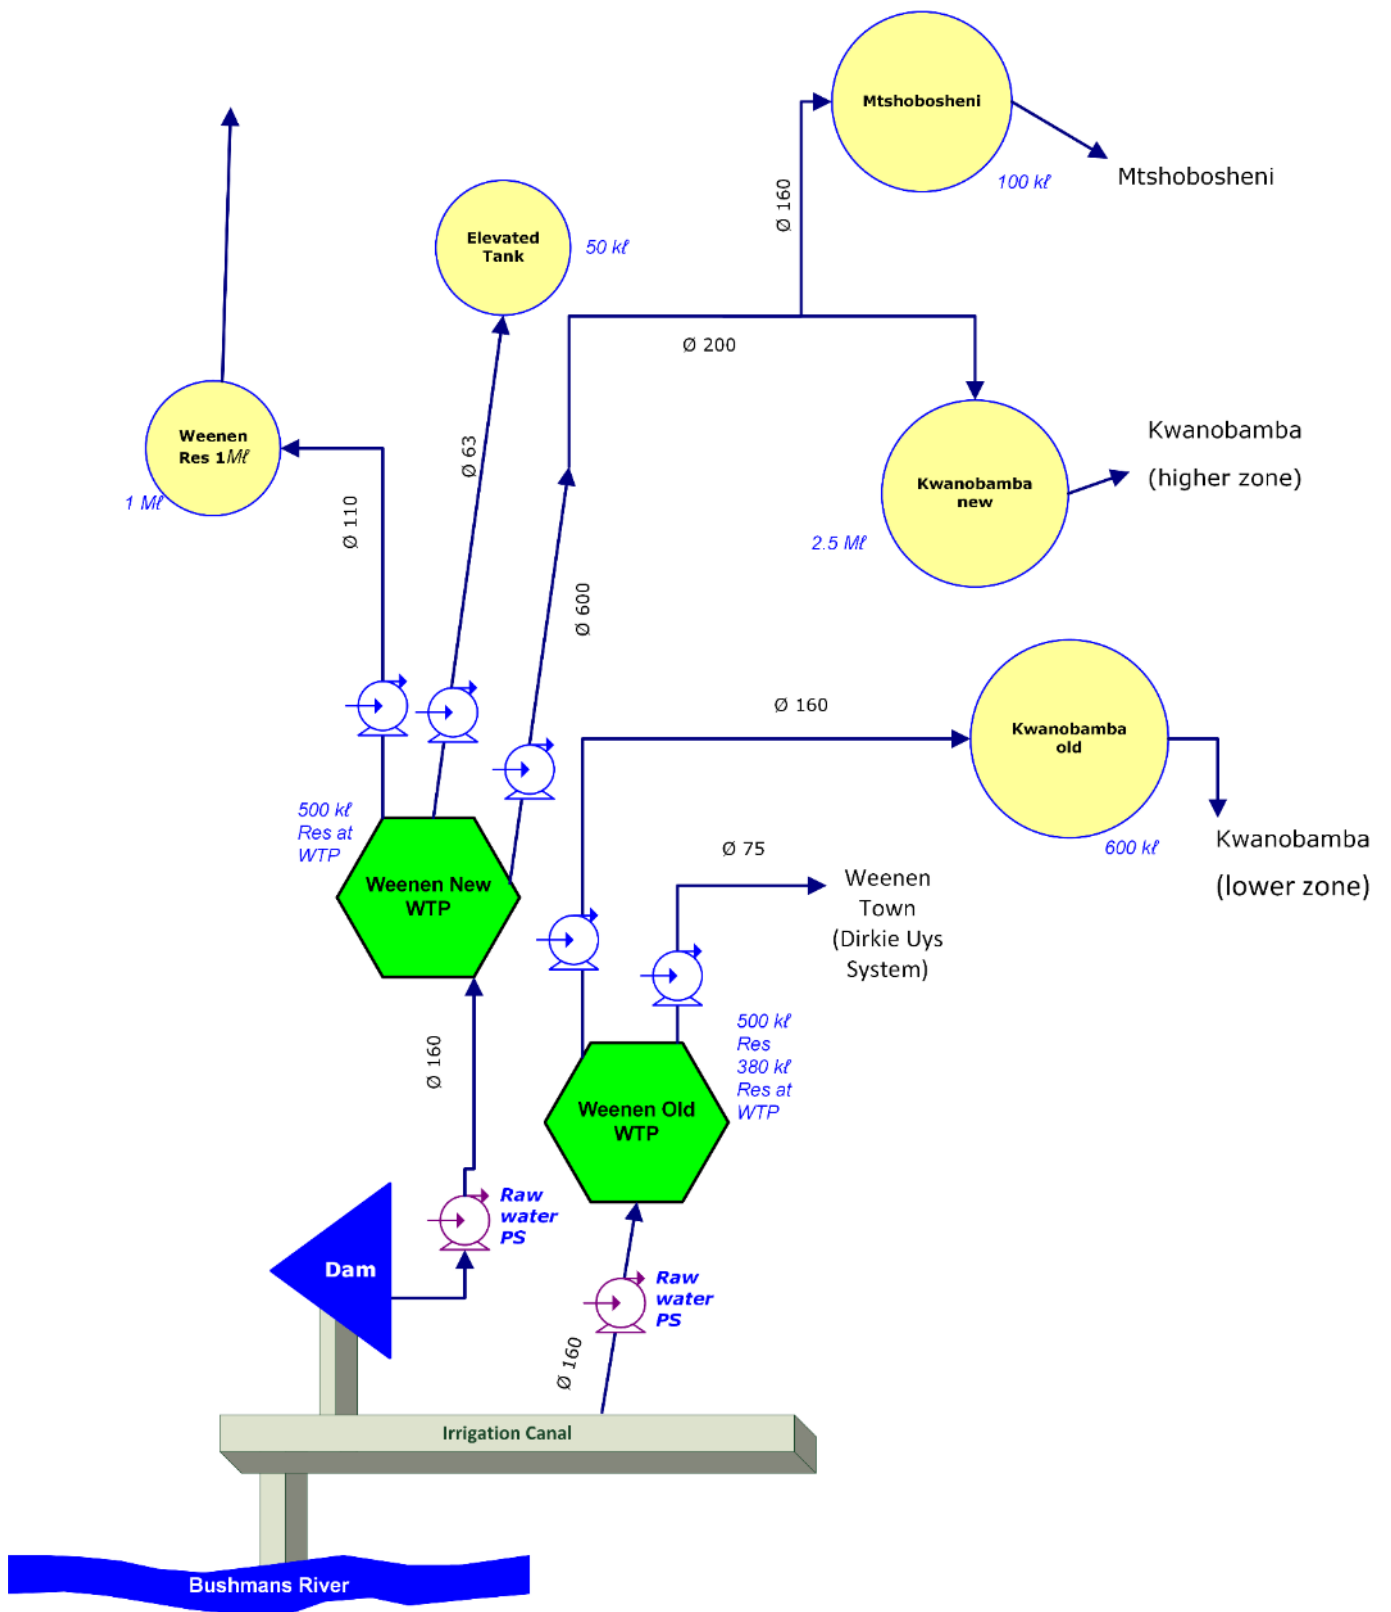 Mtshobosheni
100 kℓ
Mtshobosheni
Ø 160
Elevated
Tank
50 kℓ
Ø 200
Weenen
Res 1Mℓ
1 Mℓ
Ø 110
Ø 63
Kwanobamba
(higher zone)
Kwanobamba
new
2.5 Mℓ
Ø 600
Ø 160
Kwanobamba
old
600 kℓ
Kwanobamba
(lower zone)
500 kℓ
Res at
WTP
Weenen New
WTP
Ø 75
Weenen
Town
(Dirkie Uys
System)
500 kℓ
Res
380 kℓ
Res at
WTP
Ø 160
Weenen Old
WTP
Raw
water
PS
Dam
Raw
water
PS
Ø 160
Irrigation Canal
Bushmans River